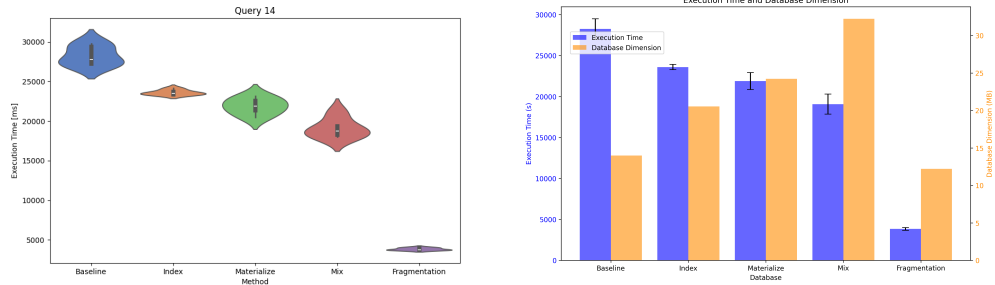 Query 14
Execution Time [ms]
30000
25000
20000
15000
10000
5000
Baseline
Index
Materialize
Mix
Fragmentation
Method
Execution Time and Database Dimension
Execution Time
Database Dimension
Execution Time (s)
30000
25000
20000
15000
10000
5000
0
Database Dimension (MB)
30
25
20
15
10
5
0
Baseline
Index
Materialize
Mix
Fragmentation
Database